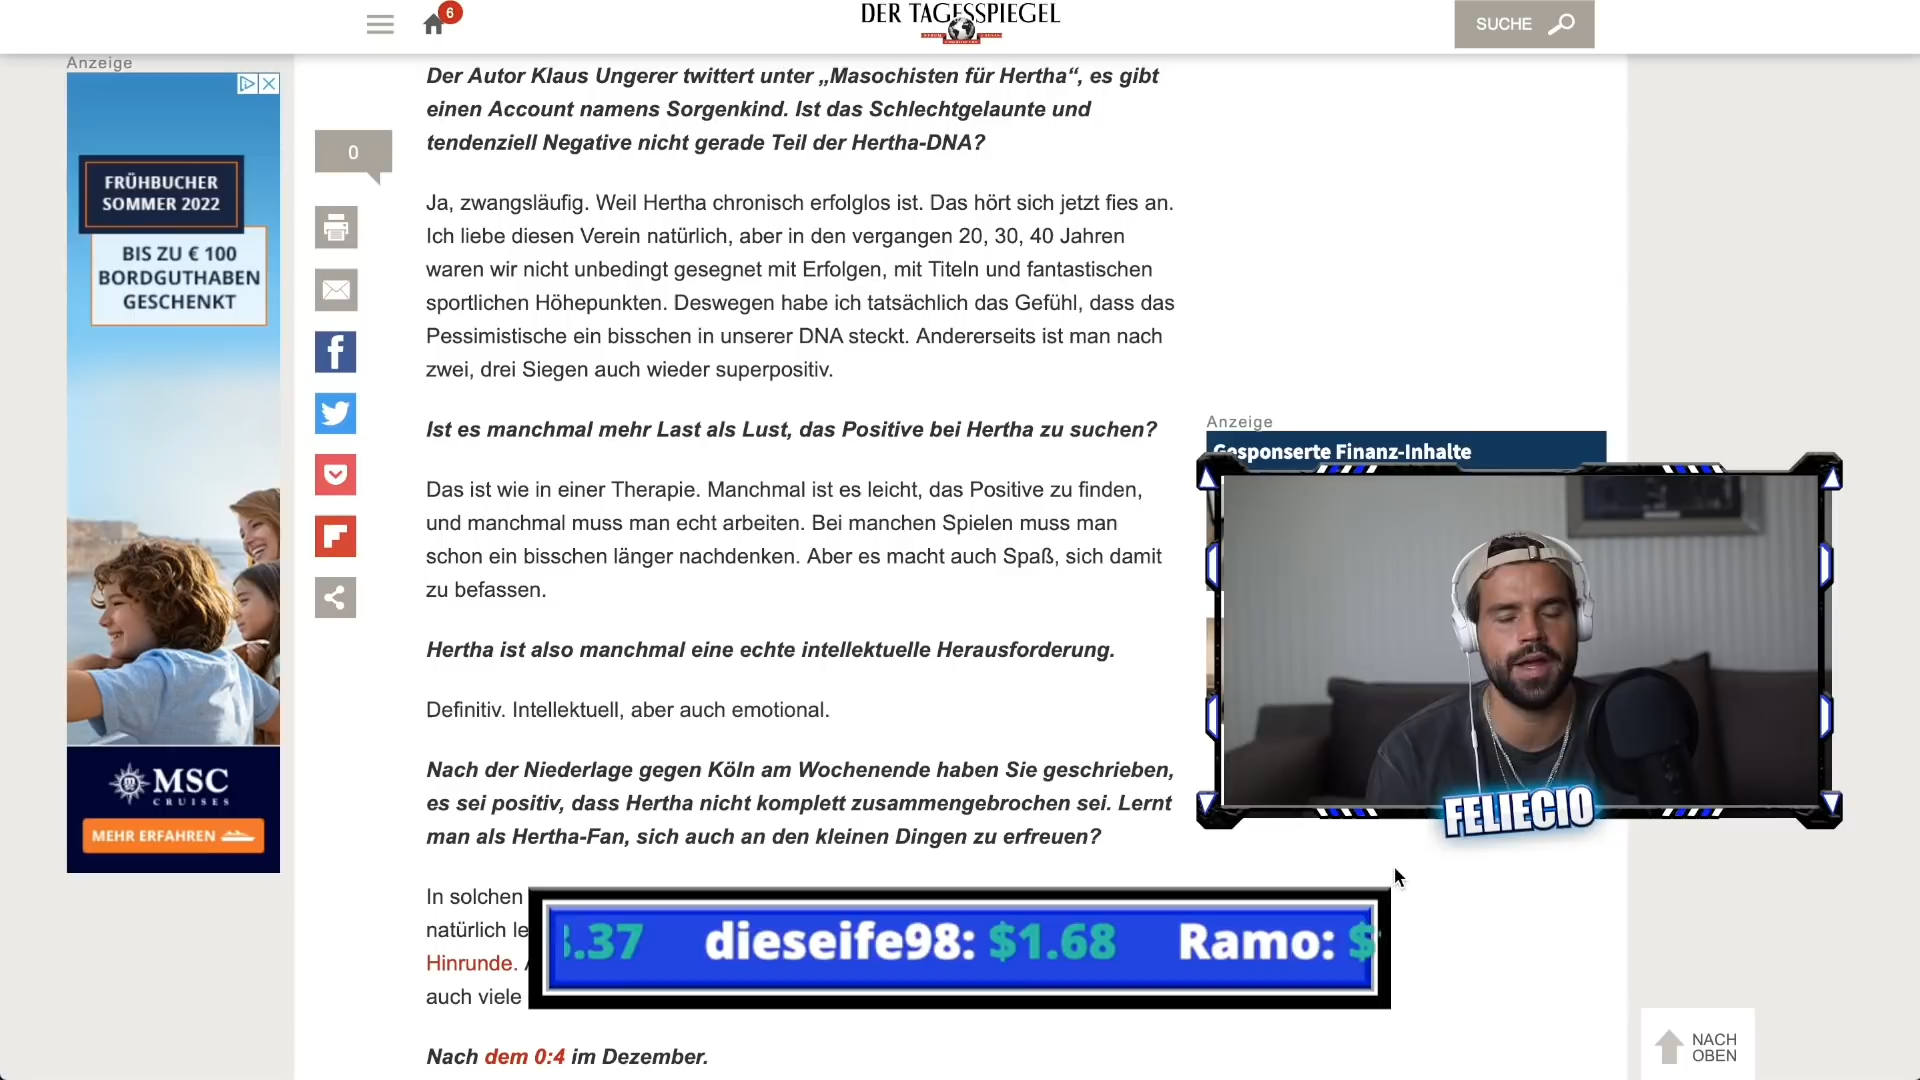 6
DER TAGESSPIEGEL
SUCHE
Anzeige
FRÜHBUCHER
SOMMER 2022
BIS ZU € 100
BORDGUTHABEN
GESCHENKT
MSC
CRUISES
MEHR ERFAHREN
0
Der Autor Klaus Ungerer twittert unter „Masochisten für Hertha“, es gibt
einen Account namens Sorgenkind. Ist das Schlechtgelaunte und
tendenziell Negative nicht gerade Teil der Hertha-DNA?
Ja, zwangsläufig. Weil Hertha chronisch erfolglos ist. Das hört sich jetzt fies an.
Ich liebe diesen Verein natürlich, aber in den vergangen 20, 30, 40 Jahren
waren wir nicht unbedingt gesegnet mit Erfolgen, mit Titeln und fantastischen
sportlichen Höhepunkten. Deswegen habe ich tatsächlich das Gefühl, dass das
Pessimistische ein bisschen in unserer DNA steckt. Andererseits ist man nach
zwei, drei Siegen auch wieder superpositiv.
Ist es manchmal mehr Last als Lust, das Positive bei Hertha zu suchen?
Das ist wie in einer Therapie. Manchmal ist es leicht, das Positive zu finden,
und manchmal muss man echt arbeiten. Bei manchen Spielen muss man
schon ein bisschen länger nachdenken. Aber es macht auch Spaß, sich damit
zu befassen.
Hertha ist also manchmal eine echte intellektuelle Herausforderung.
Definitiv. Intellektuell, aber auch emotional.
Nach der Niederlage gegen Köln am Wochenende haben Sie geschrieben,
es sei positiv, dass Hertha nicht komplett zusammengebrochen sei. Lernt
man als Hertha-Fan, sich auch an den kleinen Dingen zu erfreuen?
In solchen
natürlich le
Hinrunde.
auch viele
Nach dem 0:4 im Dezember.
Anzeige
Gesponserte Finanz-Inhalte
FELIECIO
.37 dieseife98: $1.68 Ramo: $
NACH
OBEN